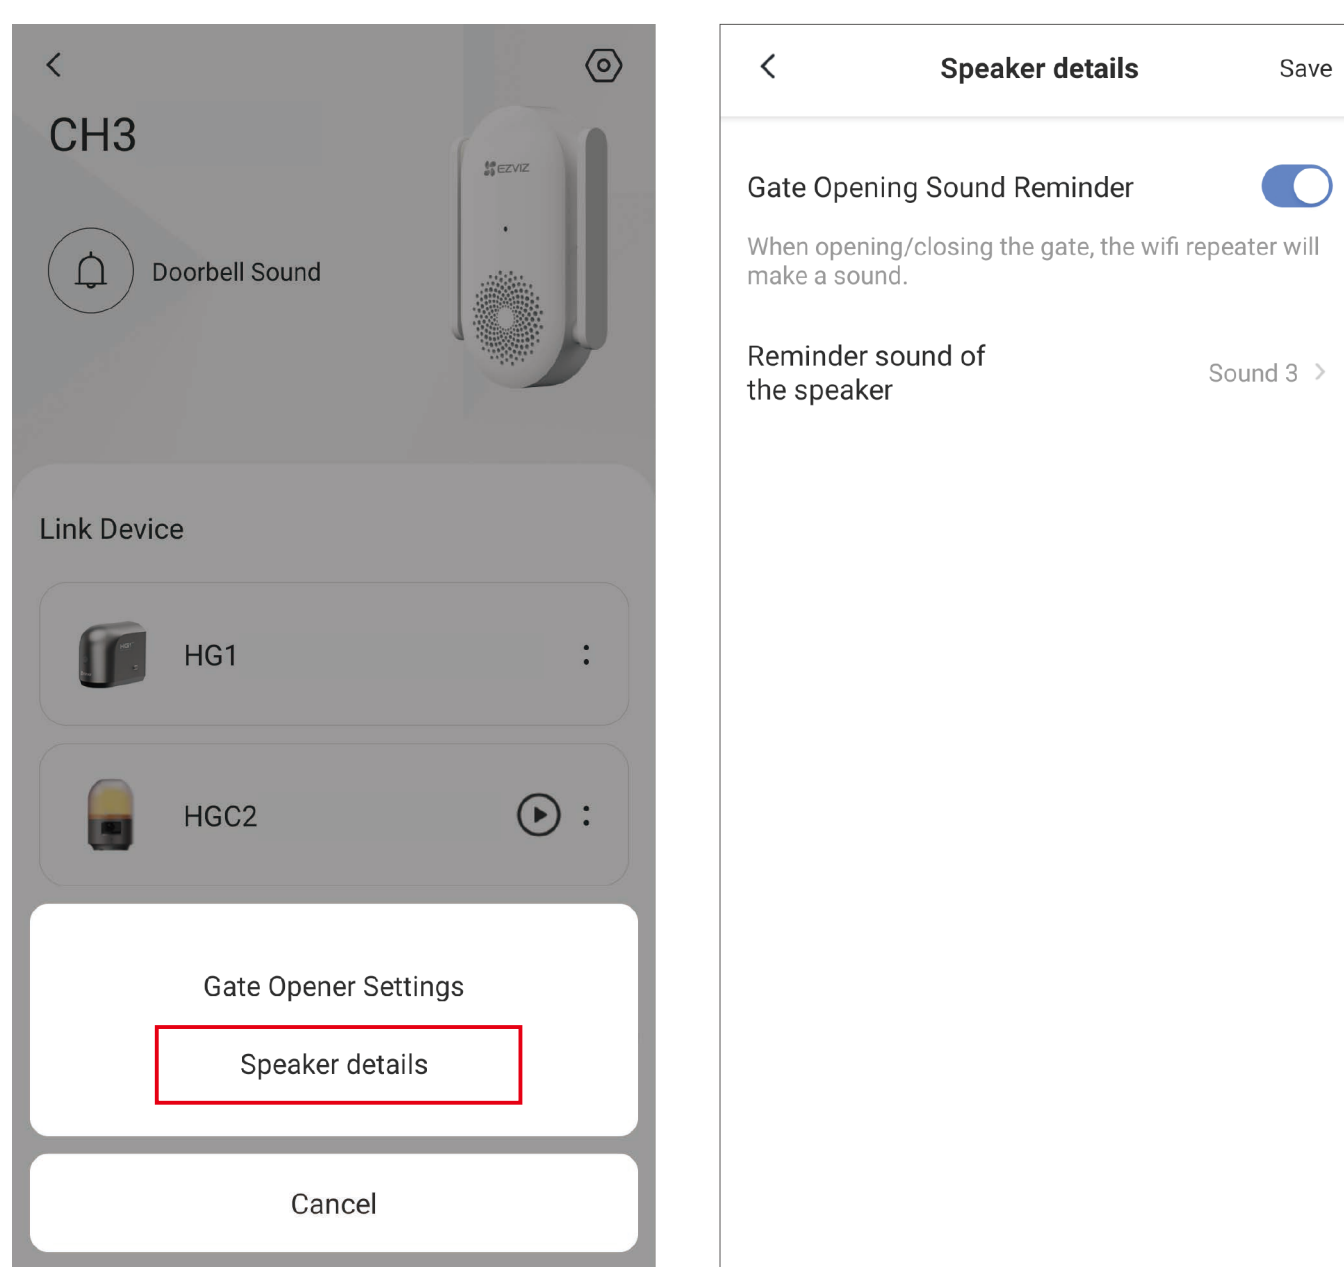 CH3
EZVIZ
Doorbell Sound
Link Device
HG1
HGC2
Gate Opener Settings
Speaker details
Cancel
Speaker details
Save
Gate Opening Sound Reminder
When opening/closing the gate, the wifi repeater will
make a sound.
Reminder sound of
the speaker
Sound 3